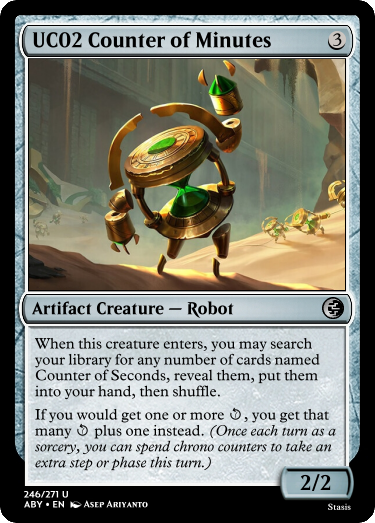 UC02 Counter of Minutes 3
Artifact Creature — Robot
When this creature enters, you may search
your library for any number of cards named
Counter of Seconds, reveal them, put them
into your hand, then shuffle.
If you would get one or more , you get that
many plus one instead. (Once each turn as a
sorcery, you can spend chrono counters to take an
extra step or phase this turn.)
2/2
246/271 U
ABY • EN Asep Ariyanto
Stasis